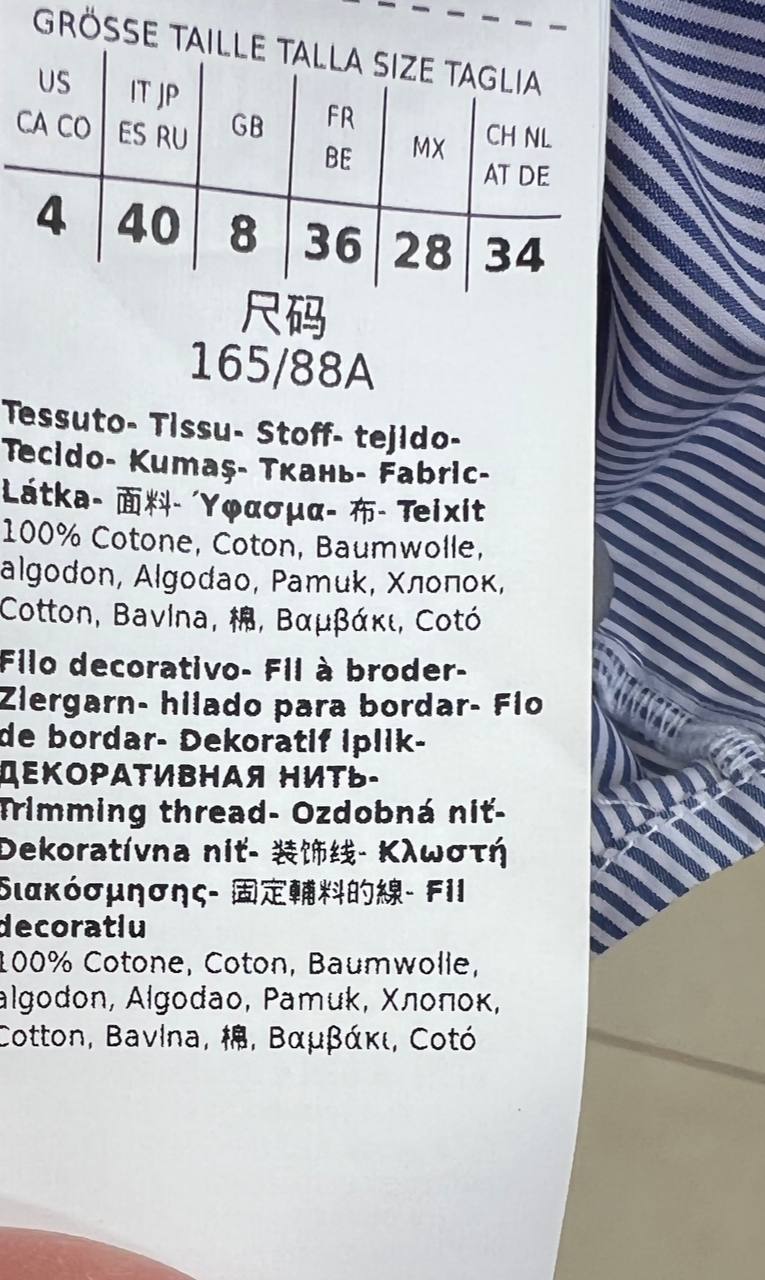 GRÖSSE TAILLE TALLA SIZE TAGLIA
US CA CO | IT JP ES RU | GB | FR BE | MX | CH NL AT DE
4 | 40 | 8 | 36 | 28 | 34
尺码
165/88A
Tessuto- Tissu- Stoff- tejido-
Tecido- Kumaş- Ткань- Fabric-
Látka- 面料- Ύφασμα- 布- Teixit
100% Cotone, Coton, Baumwolle,
algodon, Algodao, Pamuk, Хлопок,
Cotton, Bavlna, 棉, Βαμβάκι, Cotó
Filo decorativo- Fil à broder-
Ziergarn- hilado para bordar- Fio
de bordar- Dekoratif iplik-
ДЕКОРАТИВНАЯ НИТЬ-
Trimming thread- Ozdobná niť-
Dekoratívna niť- 装饰线- Κλωστή
διακόσμησης- 固定輔料的線- Fil
decoratiu
100% Cotone, Coton, Baumwolle,
algodon, Algodao, Pamuk, Хлопок,
Cotton, Bavlna, 棉, Βαμβάκι, Cotó